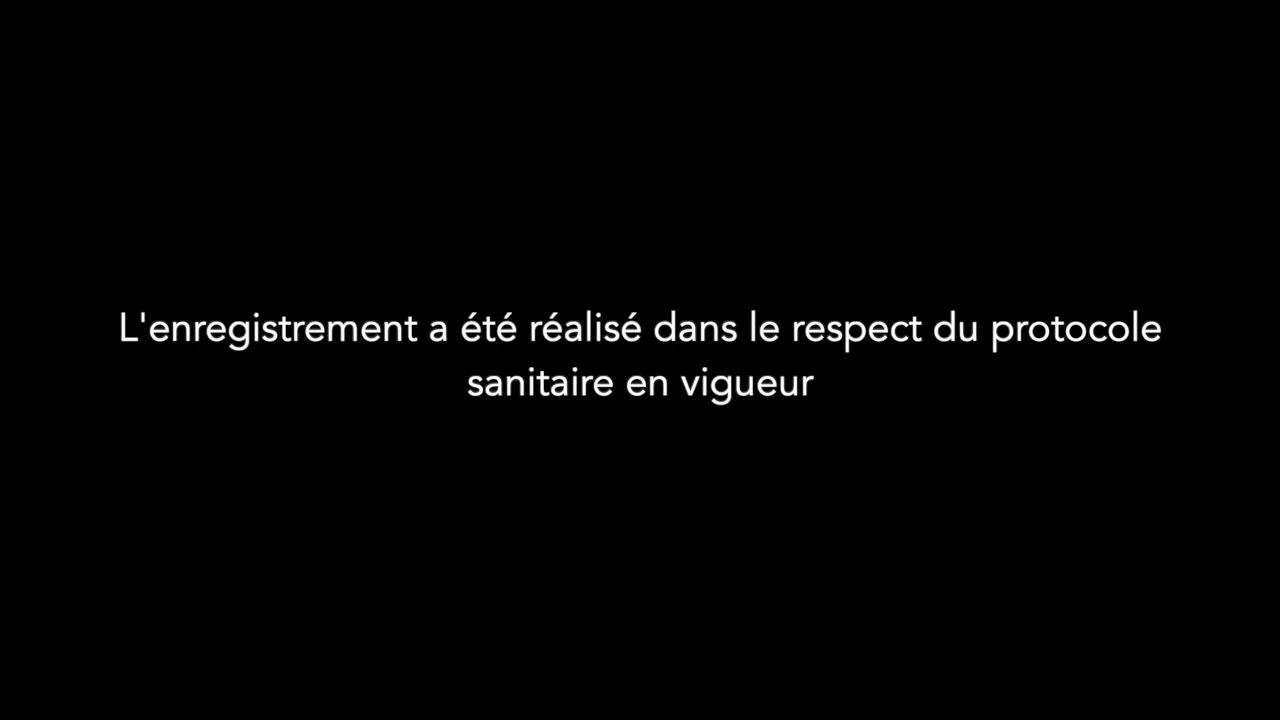 L'enregistrement a été réalisé dans le respect du protocole
sanitaire en vigueur